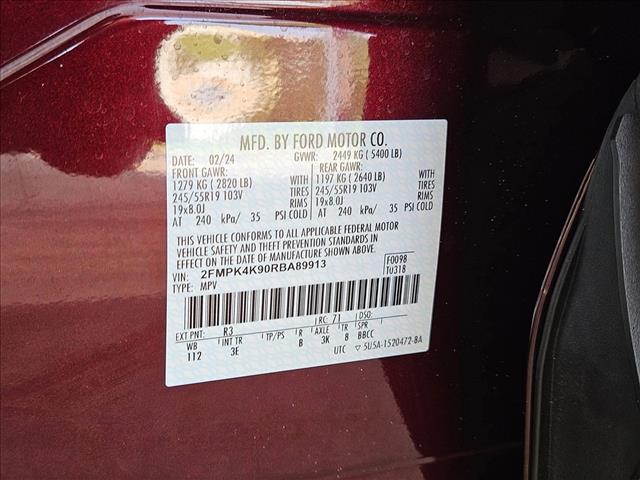 MFD. BY FORD MOTOR CO.
DATE: 02/24 GVWR: 2449 KG ( 5400 LB)
FRONT GAWR: REAR GAWR:
1279 KG ( 2820 LB) WITH 1197 KG ( 2640 LB) WITH
245/55R19 103V TIRES 245/55R19 103V TIRES
19x8.0J RIMS 19x8.0J RIMS
AT 240 kPa/ 35 PSI COLD AT 240 kPa/ 35 PSI COLD
THIS VEHICLE CONFORMS TO ALL APPLICABLE FEDERAL MOTOR
VEHICLE SAFETY AND THEFT PREVENTION STANDARDS IN
EFFECT ON THE DATE OF MANUFACTURE SHOWN ABOVE.
VIN: 2FMPK4K90RBA89913 F0098
TYPE: MPV TU318
EXT PNT: R3 RC: 71 DSO:
WB INT TR TP/PS R AXLE TR SPR
112 3E B 3K B BBCC
UTC ▽ 5U5A-1520472-BA